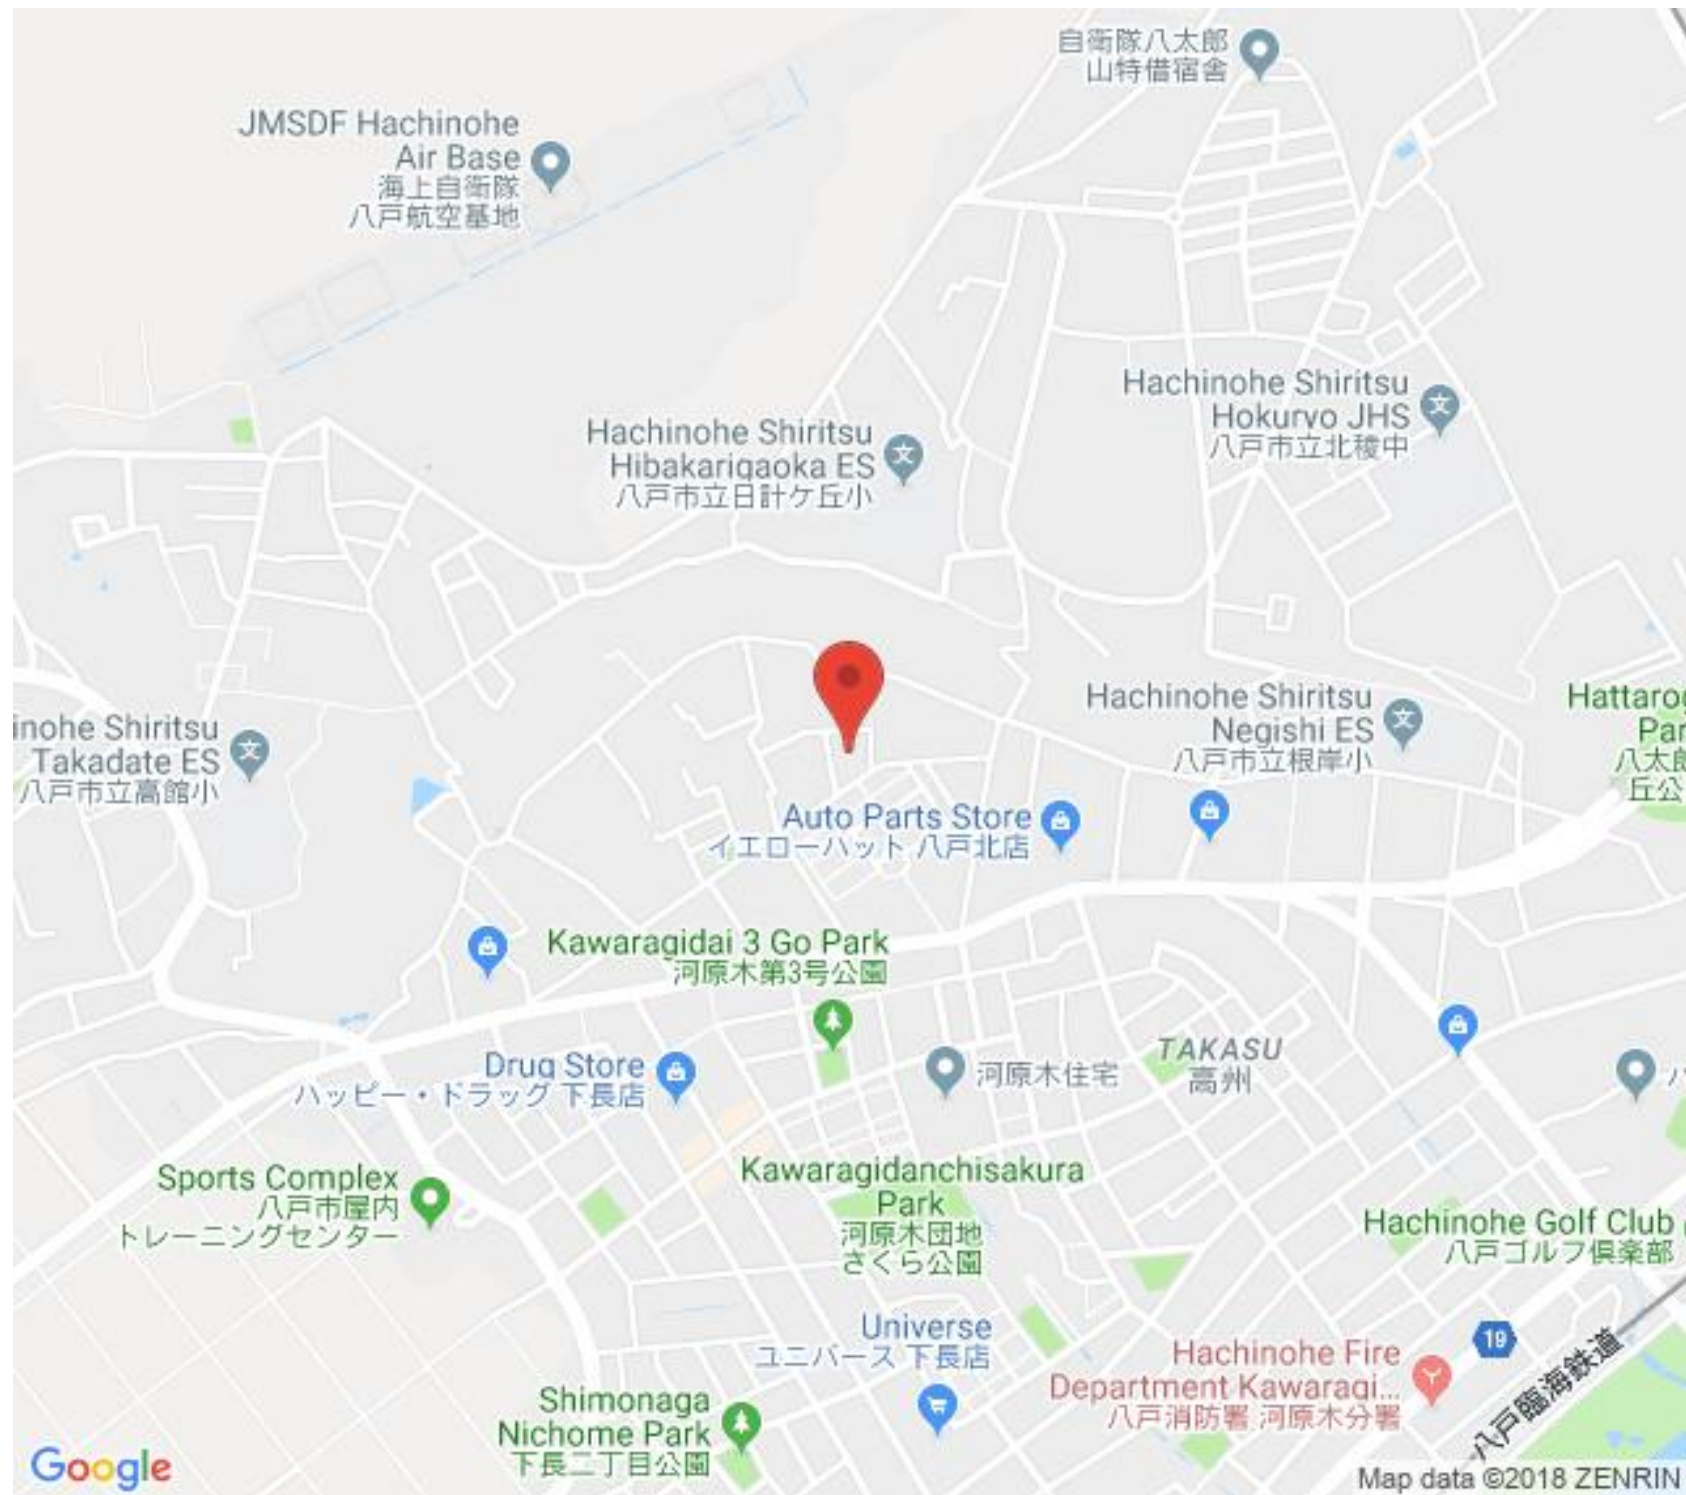 自衛隊八太郎
山特借宿舎
JMSDF Hachinohe
Air Base
海上自衛隊
八戸航空基地
Hachinohe Shiritsu
Hokuryo JHS
八戸市立北稜中
Hachinohe Shiritsu
Hibakarigaoka ES
八戸市立日計ケ丘小
Hachinohe Shiritsu
Negishi ES
八戸市立根岸小
Hattaro
Par
八太郎
丘公
inohe Shiritsu
Takadate ES
八戸市立高館小
Auto Parts Store
イエローハット 八戸北店
Kawaragidai 3 Go Park
河原木第3号公園
TAKASU
高州
河原木住宅
Drug Store
ハッピー・ドラッグ 下長店
Sports Complex
八戸市屋内
トレーニングセンター
Kawaragidanchisakura
Park
河原木団地
さくら公園
Hachinohe Golf Club
八戸ゴルフ倶楽部
Universe
ユニバース 下長店
19
Hachinohe Fire
Department Kawaragi...
八戸消防署 河原木分署
八戸臨海鉄道
Shimonaga
Nichome Park
下長二丁目公園
Google
Map data ©2018 ZENRIN